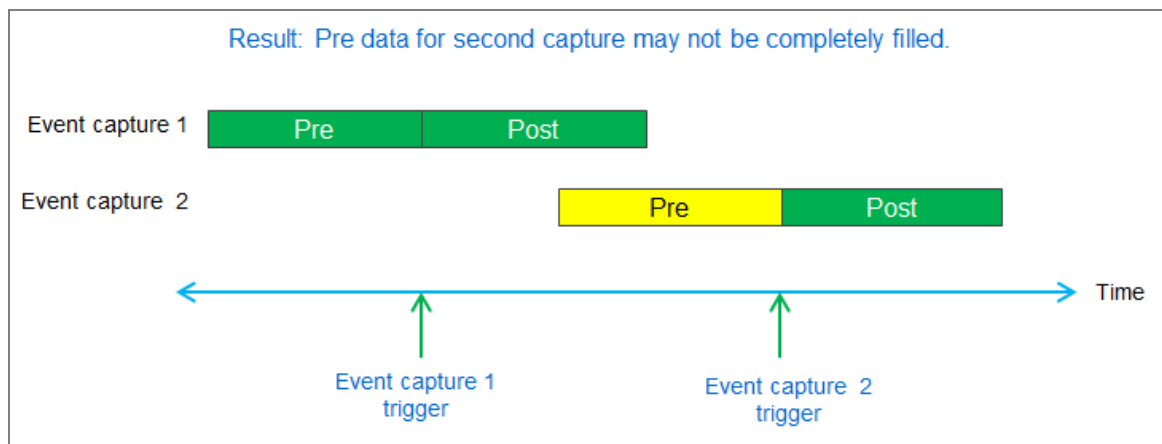 Result: Pre data for second capture may not be completely filled.
Event capture 1
Pre
Post
Event capture 2
Pre
Post
Time
Event capture 1
trigger
Event capture 2
trigger